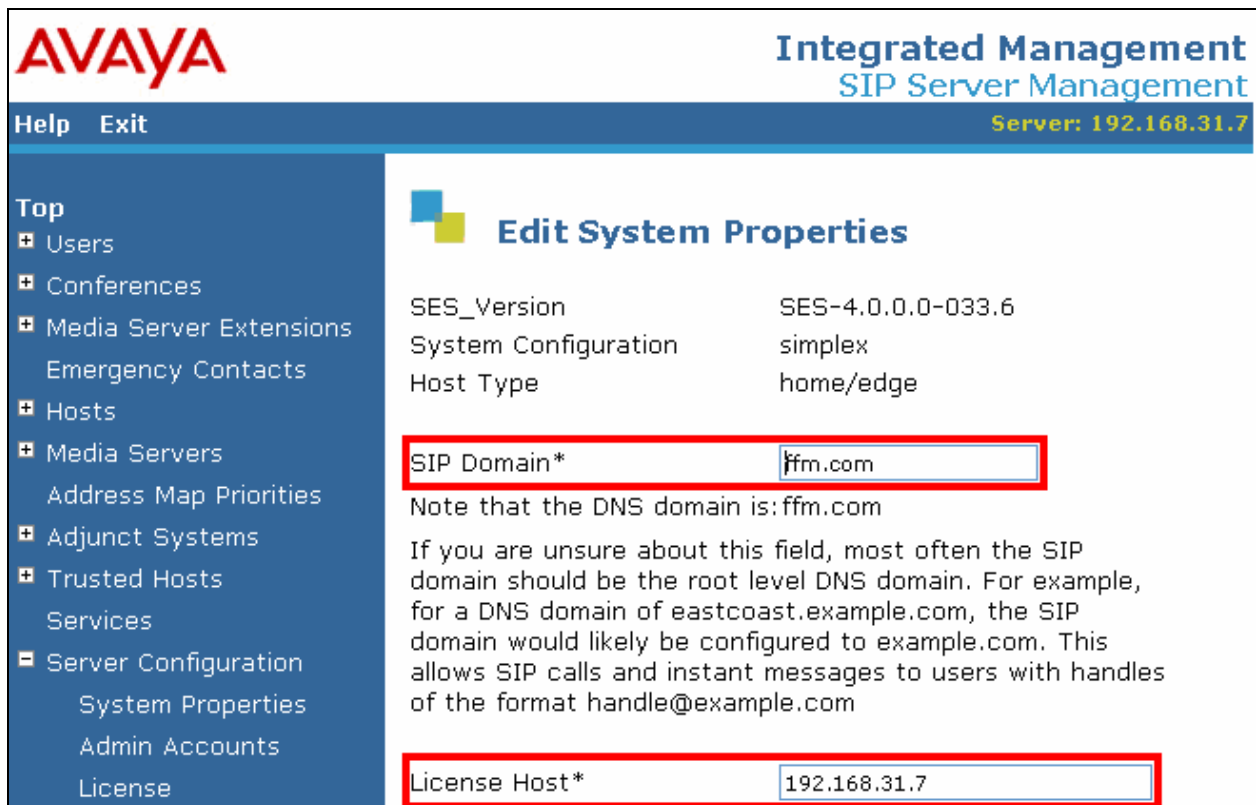 AVAYA
Integrated Management
SIP Server Management
Help Exit
Server: 192.168.31.7
Top
Users
Conferences
Media Server Extensions
Emergency Contacts
Hosts
Media Servers
Address Map Priorities
Adjunct Systems
Trusted Hosts
Services
Server Configuration
System Properties
Admin Accounts
License
Edit System Properties
SES_Version SES-4.0.0.0-033.6
System Configuration simplex
Host Type home/edge
SIP Domain* ffm.com
Note that the DNS domain is: ffm.com
If you are unsure about this field, most often the SIP
domain should be the root level DNS domain. For example,
for a DNS domain of eastcoast.example.com, the SIP
domain would likely be configured to example.com. This
allows SIP calls and instant messages to users with handles
of the format handle@example.com
License Host* 192.168.31.7